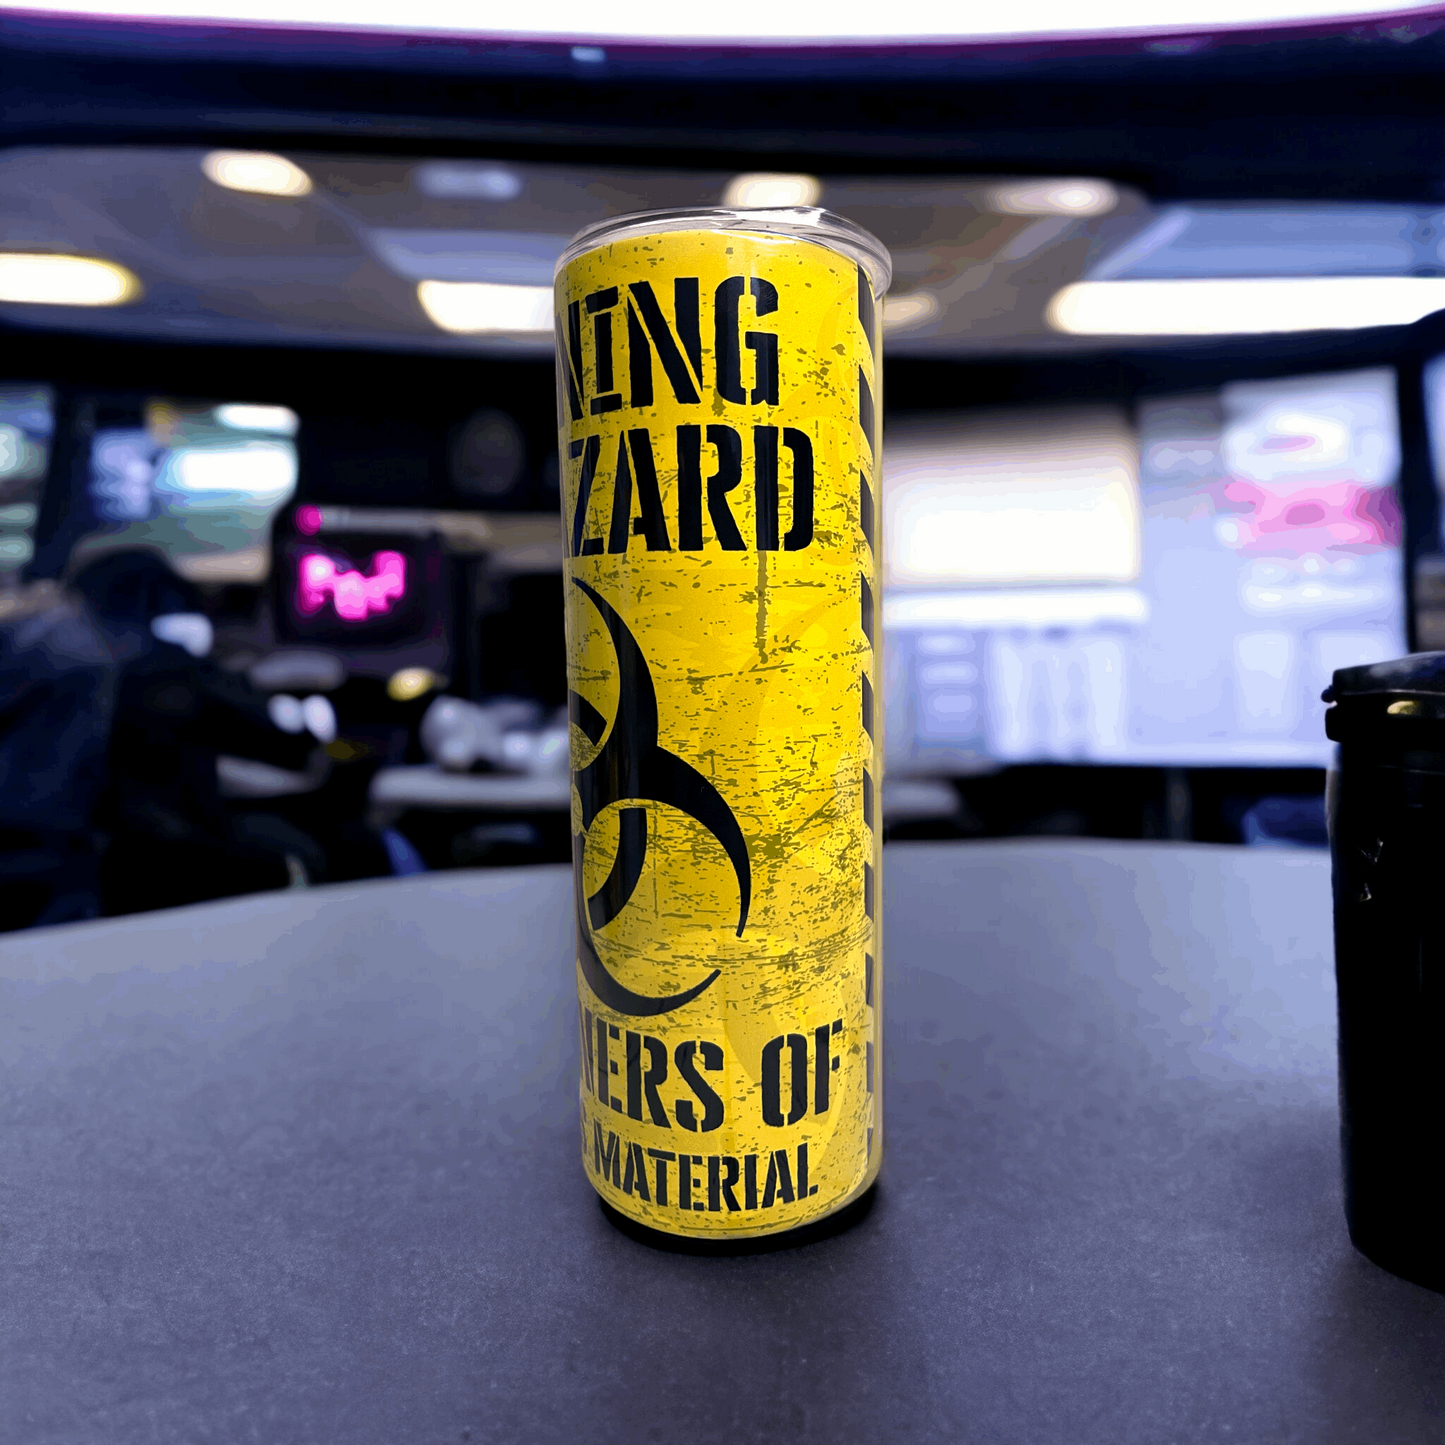 NING
ZARD
NERS OF
S MATERIAL